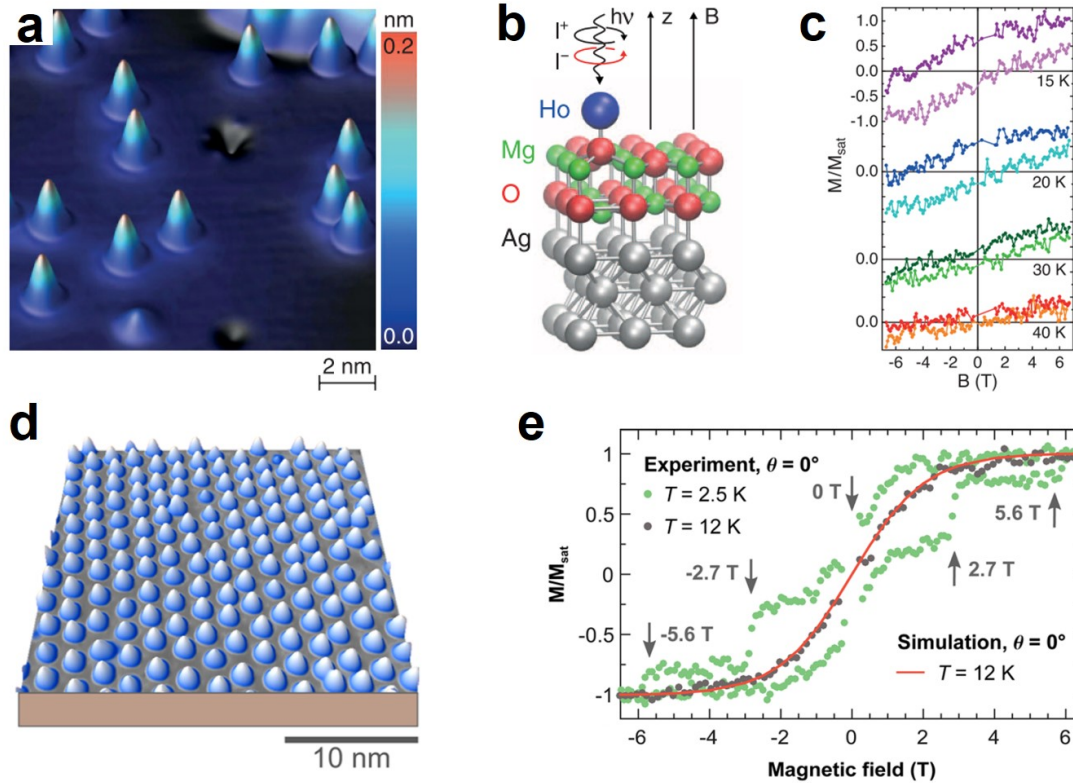 a
nm
0.2
0.0
2 nm
b
I⁺
hν
z
B
I⁻
Ho
Mg
O
Ag
c
M/Mₛₐₜ
1.0
0.5
0.0
-0.5
-1.0
15 K
0.0
20 K
0.0
30 K
0.0
40 K
-6 -4 -2 0 2 4 6
B (T)
d
10 nm
e
M/Mₛₐₜ
1
0.5
0
-0.5
-1
Experiment, θ = 0°
T = 2.5 K
T = 12 K
0 T
5.6 T
-2.7 T
2.7 T
-5.6 T
Simulation, θ = 0°
T = 12 K
-6 -4 -2 0 2 4 6
Magnetic field (T)